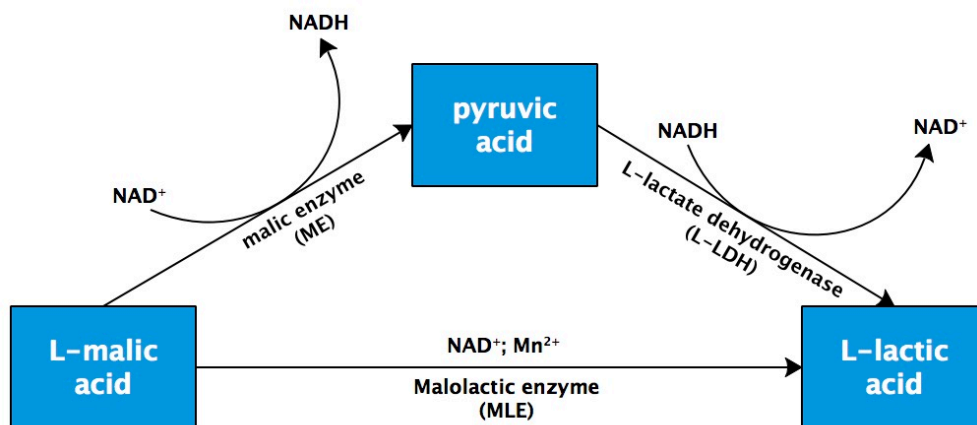 NADH
pyruvic
acid
NADH
NAD⁺
NAD⁺
malic enzyme
(ME)
L-lactate dehydrogenase
(L-LDH)
L-malic
acid
NAD⁺; Mn²⁺
Malolactic enzyme
(MLE)
L-lactic
acid